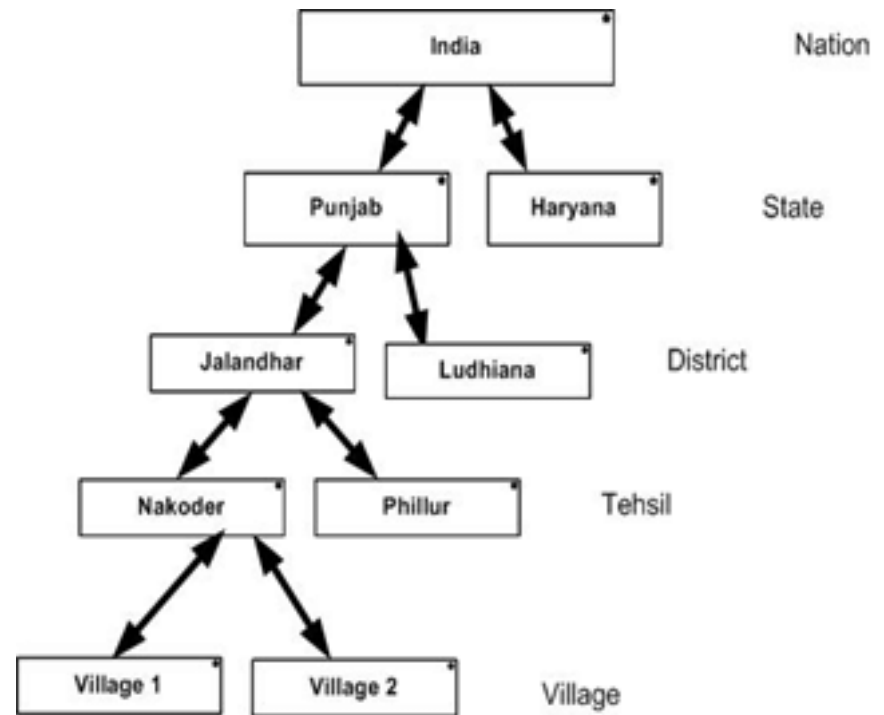 India
Nation
Punjab
Haryana
State
Jalandhar
Ludhiana
District
Nakoder
Phillur
Tehsil
Village 1
Village 2
Village